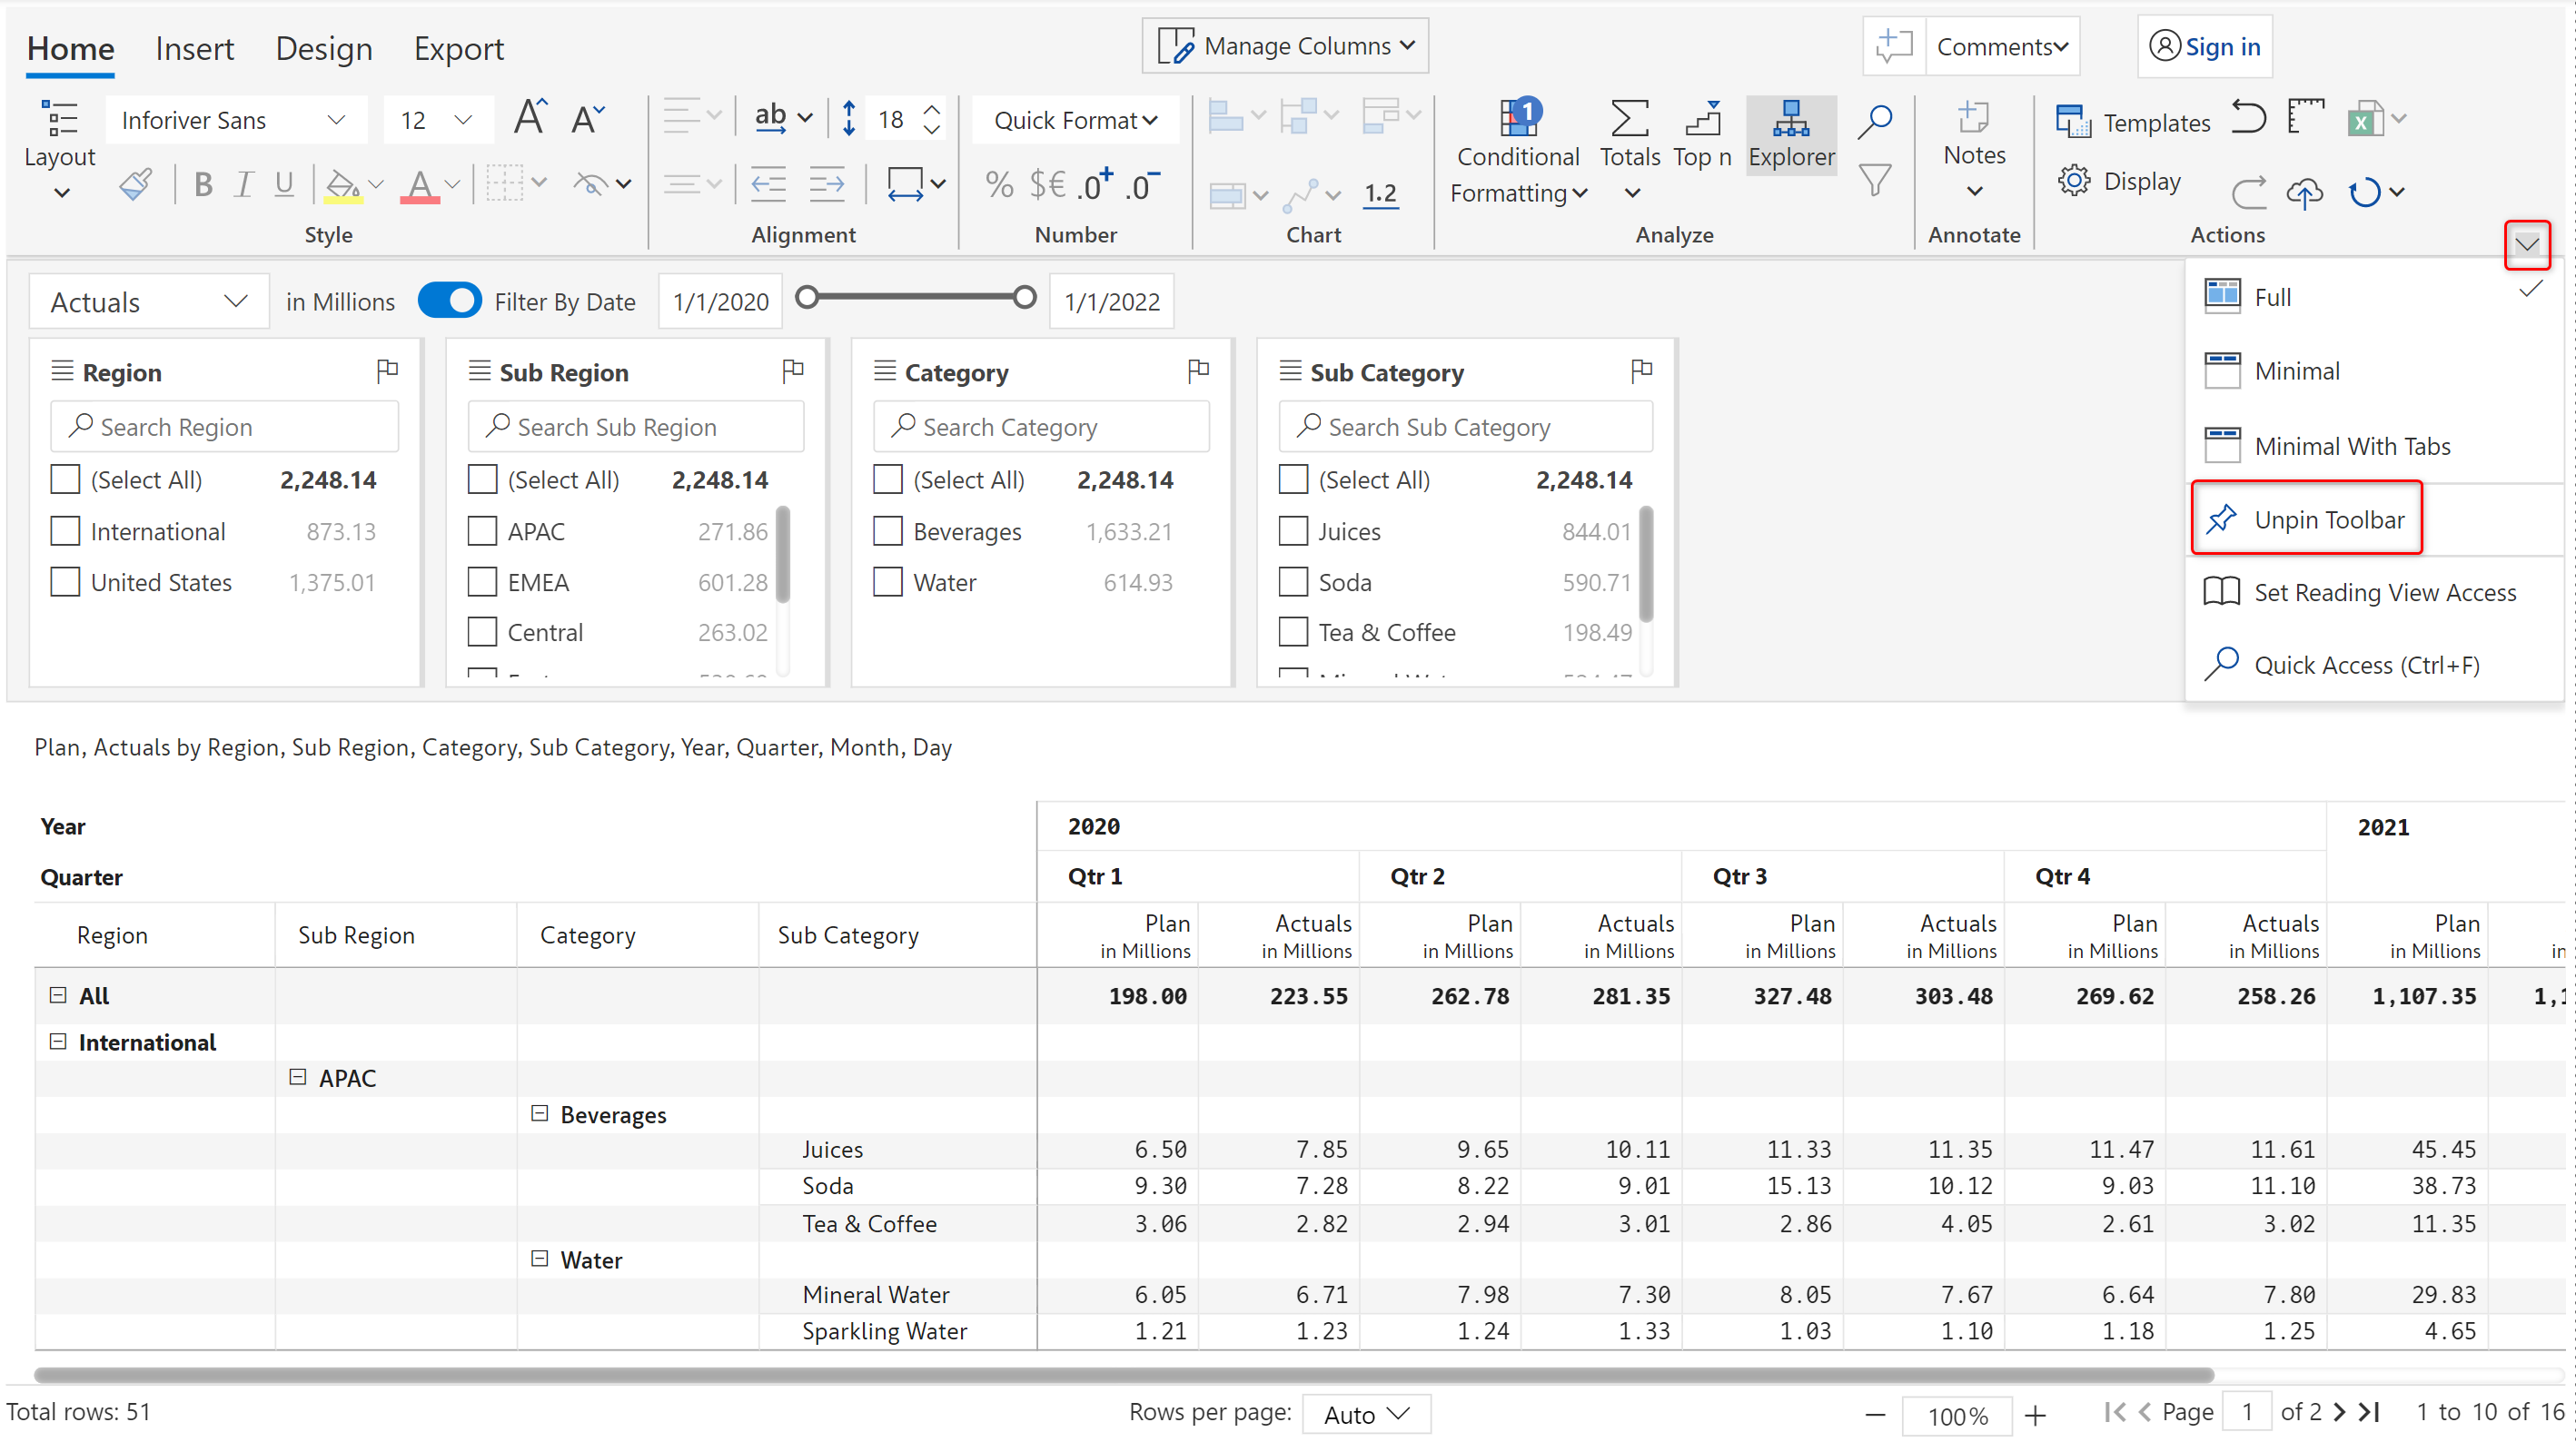 Home Insert Design Export Manage Columns Comments Sign in
Layout Inforiver Sans 12 A A ab 18 Quick Format 1 Conditional Formatting Totals Top n Explorer Notes Templates
B I U A % $€ .0+ .0- 1.2 Display
Style Alignment Number Chart Analyze Annotate Actions
Actuals in Millions Filter By Date 1/1/2020 1/1/2022
Full
Minimal
Minimal With Tabs
Unpin Toolbar
Set Reading View Access
Quick Access (Ctrl+F)
Region
Search Region
(Select All) 2,248.14
International 873.13
United States 1,375.01
Sub Region
Search Sub Region
(Select All) 2,248.14
APAC 271.86
EMEA 601.28
Central 263.02
Category
Search Category
(Select All) 2,248.14
Beverages 1,633.21
Water 614.93
Sub Category
Search Sub Category
(Select All) 2,248.14
Juices 844.01
Soda 590.71
Tea & Coffee 198.49
Plan, Actuals by Region, Sub Region, Category, Sub Category, Year, Quarter, Month, Day
Year 2020 2021
Quarter Qtr 1 Qtr 2 Qtr 3 Qtr 4
Region Sub Region Category Sub Category Plan Actuals Plan Actuals Plan Actuals Plan Actuals Plan
in Millions in Millions in Millions in Millions in Millions in Millions in Millions in Millions in Millions in
All 198.00 223.55 262.78 281.35 327.48 303.48 269.62 258.26 1,107.35
International
APAC
Beverages
Juices 6.50 7.85 9.65 10.11 11.33 11.35 11.47 11.61 45.45
Soda 9.30 7.28 8.22 9.01 15.13 10.12 9.03 11.10 38.73
Tea & Coffee 3.06 2.82 2.94 3.01 2.86 4.05 2.61 3.02 11.35
Water
Mineral Water 6.05 6.71 7.98 7.30 8.05 7.67 6.64 7.80 29.83
Sparkling Water 1.21 1.23 1.24 1.33 1.03 1.10 1.18 1.25 4.65
Total rows: 51 Rows per page: Auto 100% Page 1 of 2 1 to 10 of 16